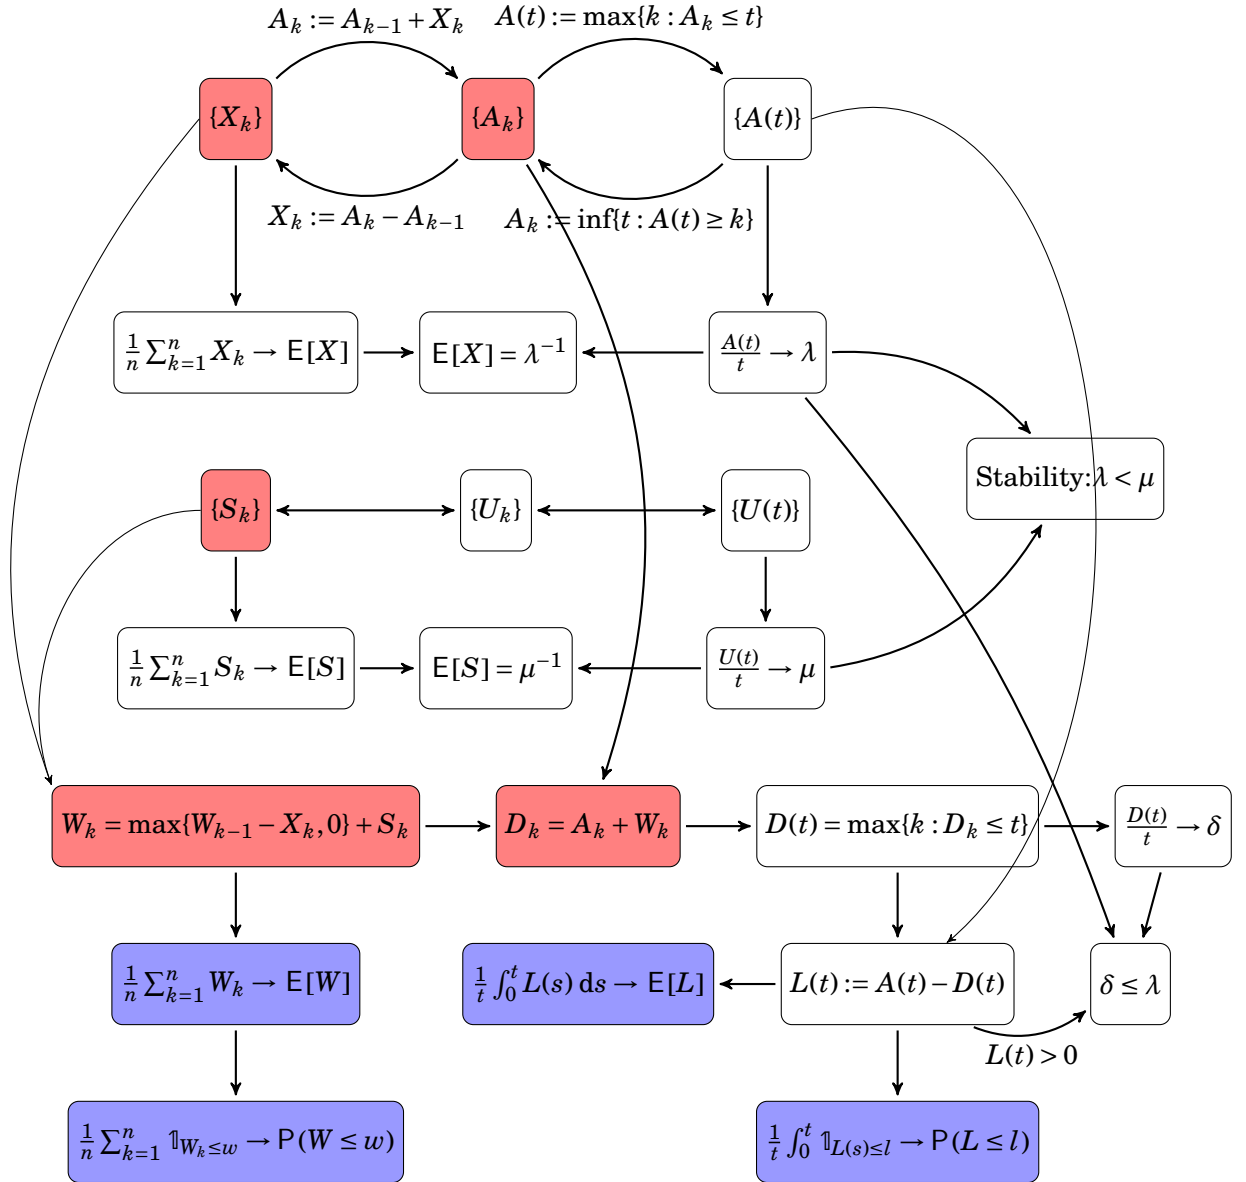 A_k := A_{k-1} + X_k
A(t) := max{k : A_k ≤ t}
{X_k}
{A_k}
{A(t)}
X_k := A_k − A_{k-1}
A_k := inf{t : A(t) ≥ k}
1/n ∑_{k=1}^n X_k → E[X]
E[X] = λ^{-1}
A(t)/t → λ
Stability: λ < μ
{S_k}
{U_k}
{U(t)}
1/n ∑_{k=1}^n S_k → E[S]
E[S] = μ^{-1}
U(t)/t → μ
W_k = max{W_{k-1} − X_k, 0} + S_k
D_k = A_k + W_k
D(t) = max{k : D_k ≤ t}
D(t)/t → δ
1/n ∑_{k=1}^n W_k → E[W]
1/t ∫_0^t L(s) ds → E[L]
L(t) := A(t) − D(t)
δ ≤ λ
L(t) > 0
1/n ∑_{k=1}^n 𝟙_{W_k ≤ w} → P(W ≤ w)
1/t ∫_0^t 𝟙_{L(s) ≤ l} → P(L ≤ l)